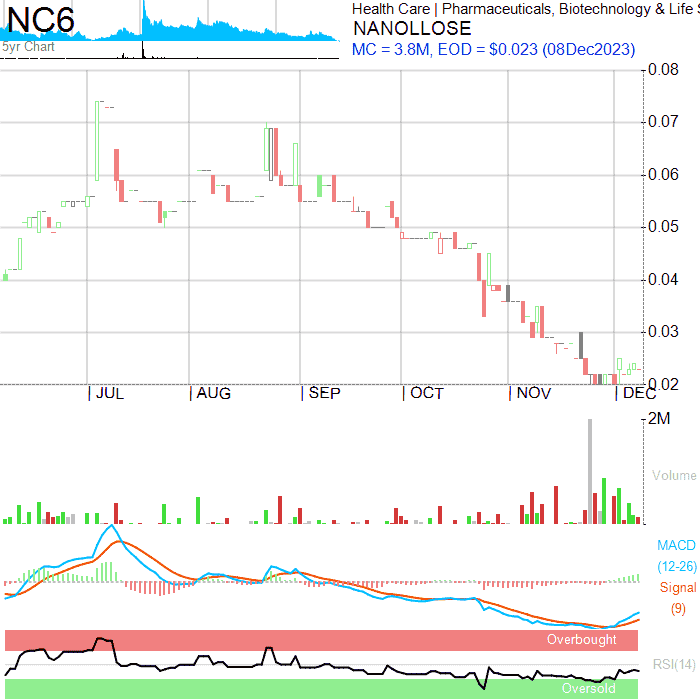 NC6
5yr Chart
Health Care | Pharmaceuticals, Biotechnology & Life S
NANOLLOSE
MC = 3.8M, EOD = $0.023 (08Dec2023)
0.08
0.07
0.06
0.05
0.04
0.03
0.02
JUL AUG SEP OCT NOV DEC
2M
Volume
MACD
(12-26)
Signal
(9)
Overbought
RSI(14)
Oversold